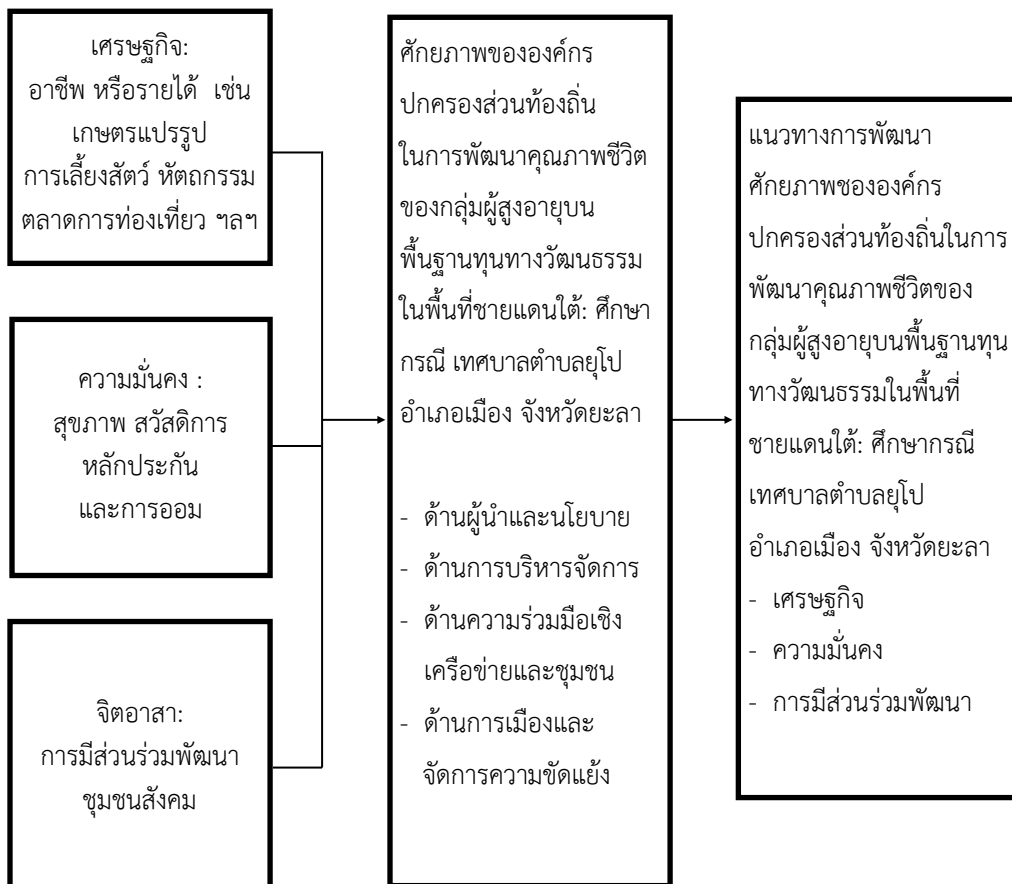 เศรษฐกิจ:
อาชีพ หรือรายได้ เช่น
เกษตรแปรรูป
การเลี้ยงสัตว์ หัตถกรรม
ตลาดการท่องเที่ยว ฯลฯ
ความมั่นคง :
สุขภาพ สวัสดิการ
หลักประกัน
และการออม
จิตอาสา:
การมีส่วนร่วมพัฒนา
ชุมชนสังคม
ศักยภาพขององค์กร
ปกครองส่วนท้องถิ่น
ในการพัฒนาคุณภาพชีวิต
ของกลุ่มผู้สูงอายุบน
พื้นฐานทุนทางวัฒนธรรม
ในพื้นที่ชายแดนใต้: ศึกษา
กรณี เทศบาลตำบลยุโป
อำเภอเมือง จังหวัดยะลา
- ด้านผู้นำและนโยบาย
- ด้านการบริหารจัดการ
- ด้านความร่วมมือเชิง
เครือข่ายและชุมชน
- ด้านการเมืองและ
จัดการความขัดแย้ง
แนวทางการพัฒนา
ศักยภาพชององค์กร
ปกครองส่วนท้องถิ่นในการ
พัฒนาคุณภาพชีวิตของ
กลุ่มผู้สูงอายุบนพื้นฐานทุน
ทางวัฒนธรรมในพื้นที่
ชายแดนใต้: ศึกษากรณี
เทศบาลตำบลยุโป
อำเภอเมือง จังหวัดยะลา
- เศรษฐกิจ
- ความมั่นคง
- การมีส่วนร่วมพัฒนา